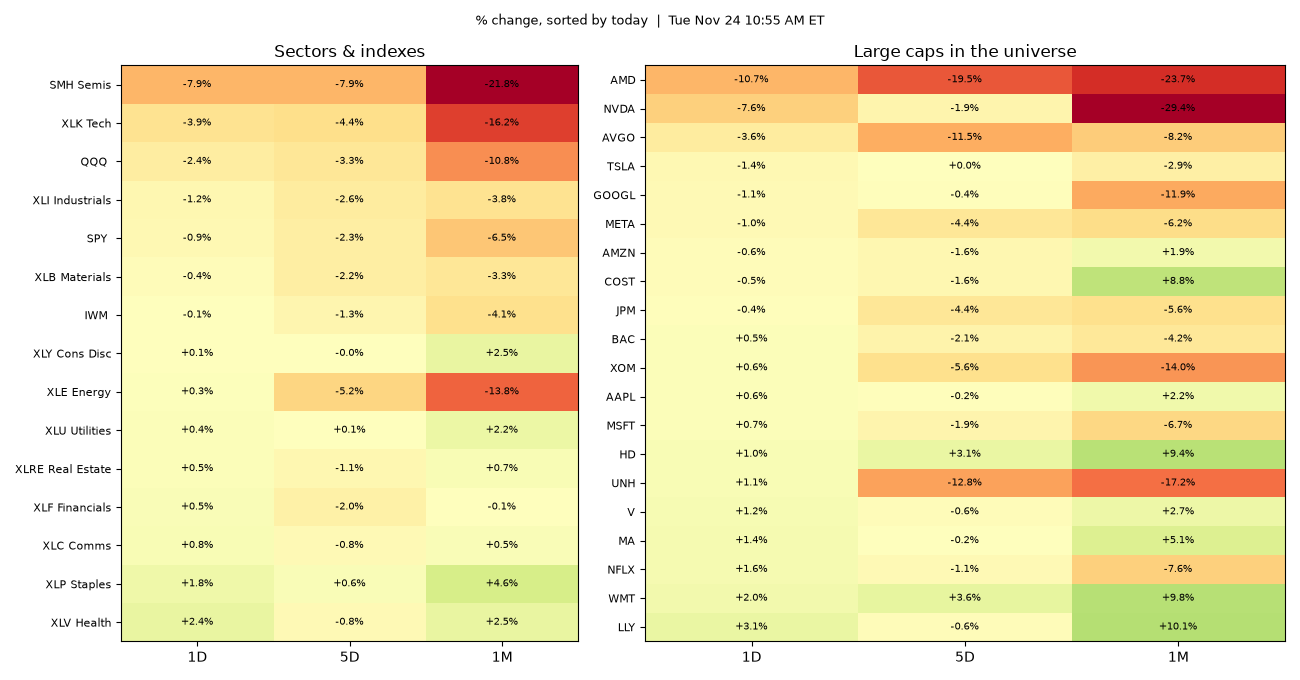 % change, sorted by today | Tue Nov 24 10:55 AM ET
Sectors & indexes
SMH Semis -7.9% -7.9% -21.8%
XLK Tech -3.9% -4.4% -16.2%
QQQ -2.4% -3.3% -10.8%
XLI Industrials -1.2% -2.6% -3.8%
SPY -0.9% -2.3% -6.5%
XLB Materials -0.4% -2.2% -3.3%
IWM -0.1% -1.3% -4.1%
XLY Cons Disc +0.1% -0.0% +2.5%
XLE Energy +0.3% -5.2% -13.8%
XLU Utilities +0.4% +0.1% +2.2%
XLRE Real Estate +0.5% -1.1% +0.7%
XLF Financials +0.5% -2.0% -0.1%
XLC Comms +0.8% -0.8% +0.5%
XLP Staples +1.8% +0.6% +4.6%
XLV Health +2.4% -0.8% +2.5%
1D 5D 1M
Large caps in the universe
AMD -10.7% -19.5% -23.7%
NVDA -7.6% -1.9% -29.4%
AVGO -3.6% -11.5% -8.2%
TSLA -1.4% +0.0% -2.9%
GOOGL -1.1% -0.4% -11.9%
META -1.0% -4.4% -6.2%
AMZN -0.6% -1.6% +1.9%
COST -0.5% -1.6% +8.8%
JPM -0.4% -4.4% -5.6%
BAC +0.5% -2.1% -4.2%
XOM +0.6% -5.6% -14.0%
AAPL +0.6% -0.2% +2.2%
MSFT +0.7% -1.9% -6.7%
HD +1.0% +3.1% +9.4%
UNH +1.1% -12.8% -17.2%
V +1.2% -0.6% +2.7%
MA +1.4% -0.2% +5.1%
NFLX +1.6% -1.1% -7.6%
WMT +2.0% +3.6% +9.8%
LLY +3.1% -0.6% +10.1%
1D 5D 1M